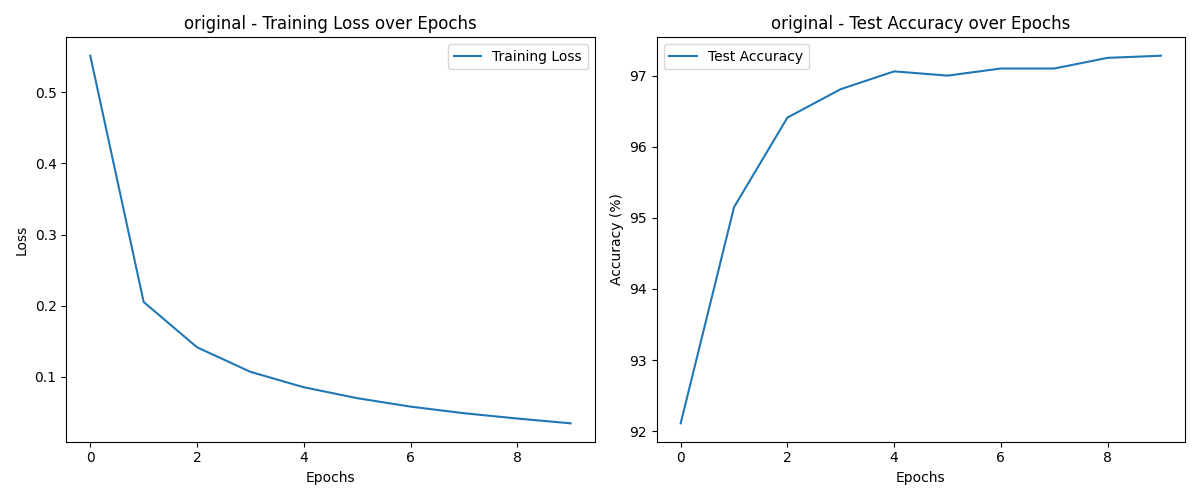 original - Training Loss over Epochs
Training Loss
0.5
0.4
0.3
0.2
0.1
Loss
0 2 4 6 8
Epochs
original - Test Accuracy over Epochs
Test Accuracy
97
96
95
94
93
92
Accuracy (%)
0 2 4 6 8
Epochs